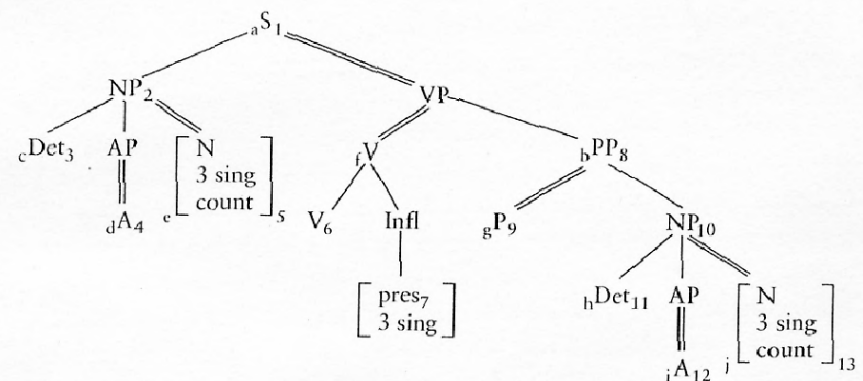 aS1
NP2 VP
cDet3 AP N fV bPP8
3 sing
count
e 5
dA4 V6 Infl gP9 NP10
pres7 hDet11 AP N
3 sing 3 sing
count
j 13
iA12